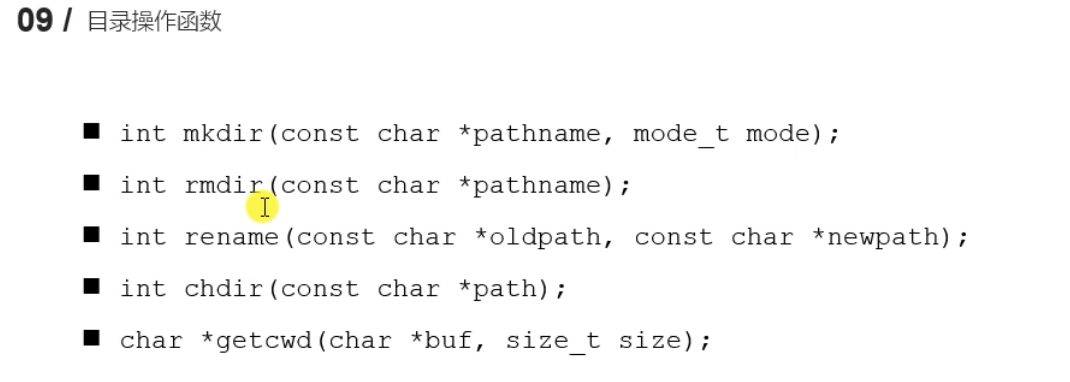 09 / 目录操作函数
■ int mkdir(const char *pathname, mode_t mode);
■ int rmdir(const char *pathname);
■ int rename(const char *oldpath, const char *newpath);
■ int chdir(const char *path);
■ char *getcwd(char *buf, size_t size);